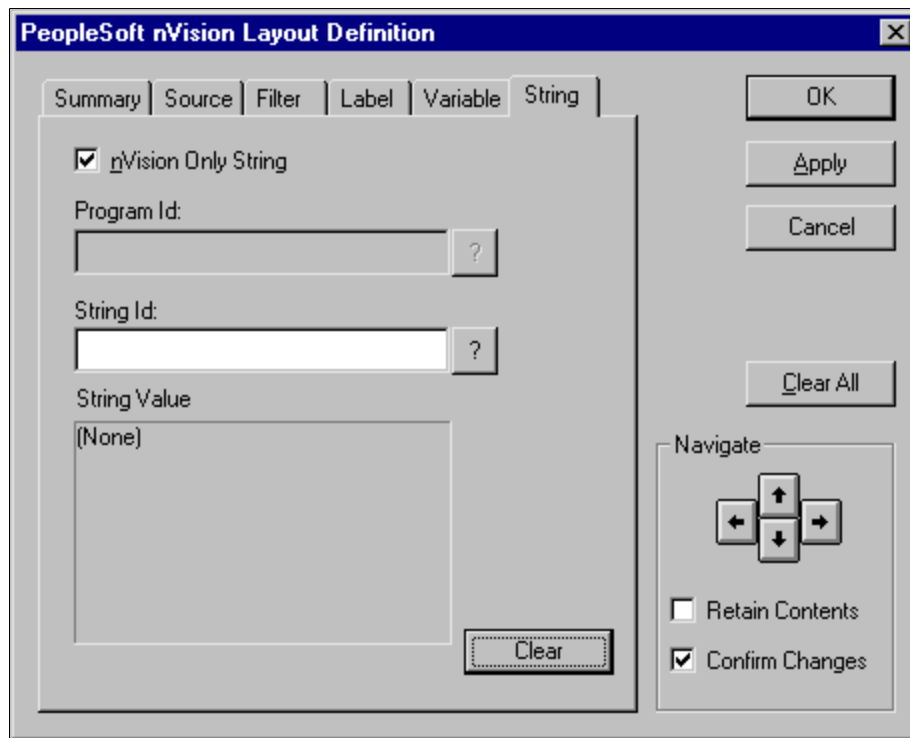 PeopleSoft nVision Layout Definition
Summary Source Filter Label Variable String
nVision Only String
Program Id:
?
String Id:
?
String Value
(None)
Clear
OK
Apply
Cancel
Clear All
Navigate
Retain Contents
Confirm Changes